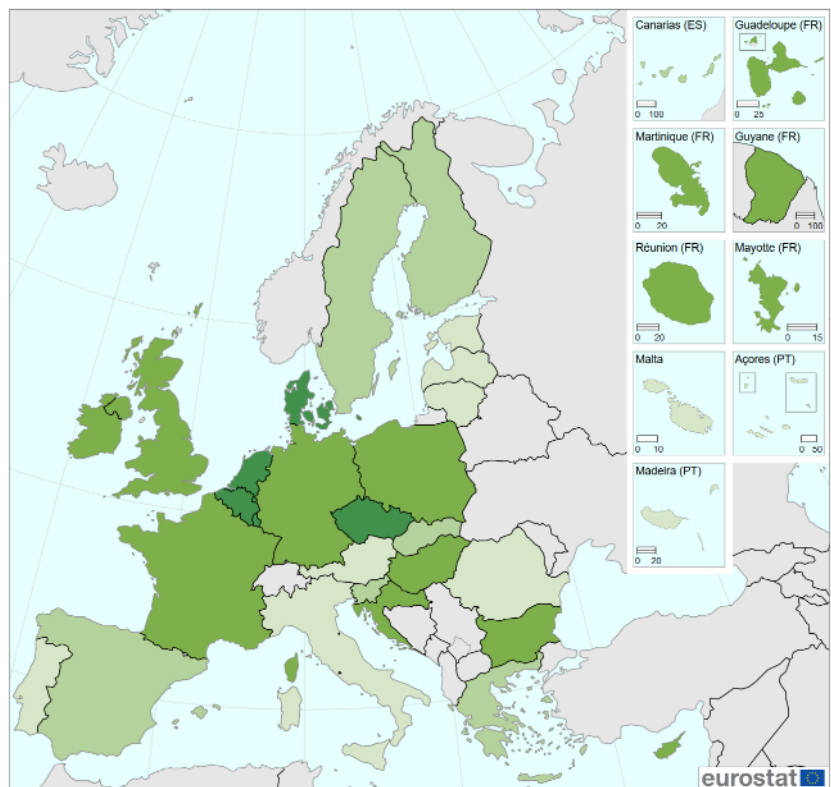 Canarias (ES)
0 100
Guadeloupe (FR)
0 25
Martinique (FR)
0 20
Guyane (FR)
0 100
Réunion (FR)
0 20
Mayotte (FR)
0 15
Malta
0 10
Açores (PT)
0 50
Madeira (PT)
0 20
eurostat